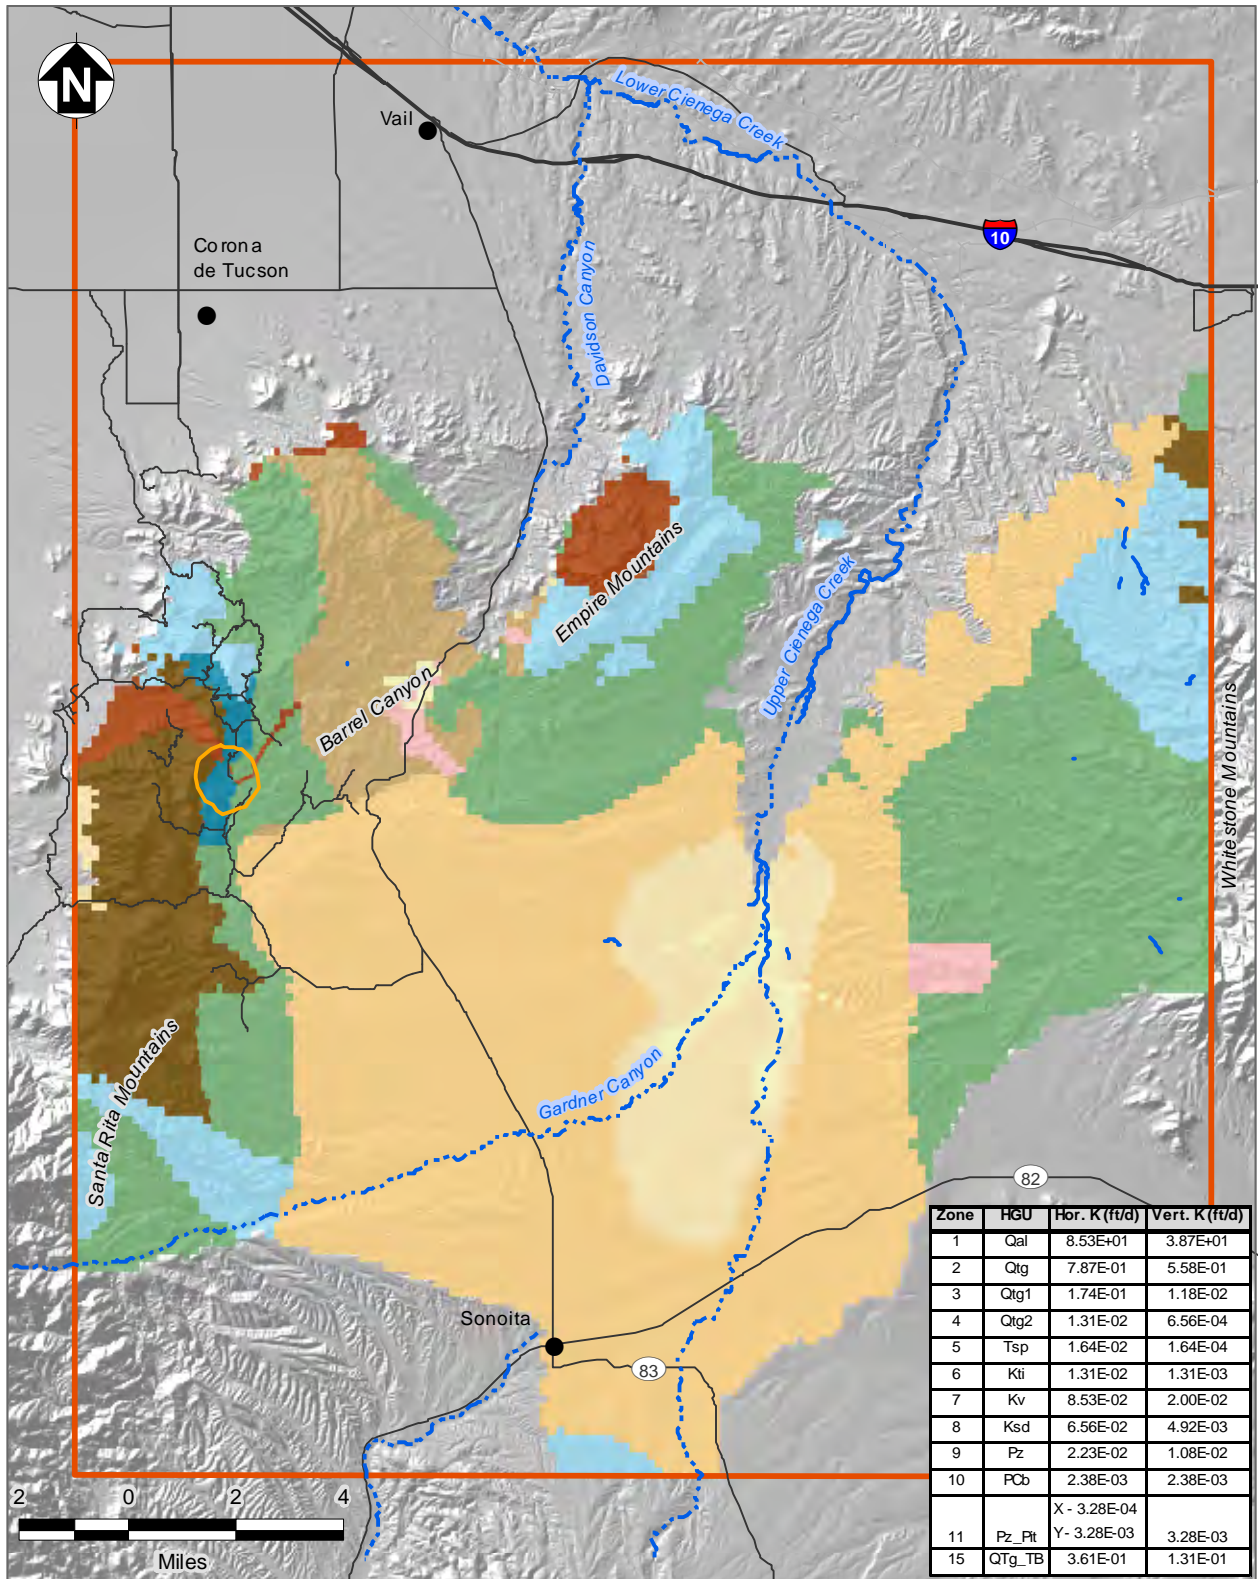 N
Lower Cienega Creek
Vail
10
Corona
de Tucson
Davidson Canyon
Empire Mountains
Upper Cienega Creek
Barrel Canyon
Whitestone Mountains
Santa Rita Mountains
Gardner Canyon
82
Sonoita
83
2 0 2 4
Miles
Zone HGU Hor. K (ft/d) Vert. K (ft/d)
1 Qal 8.53E+01 3.87E+01
2 Qtg 7.87E-01 5.58E-01
3 Qtg1 1.74E-01 1.18E-02
4 Qtg2 1.31E-02 6.56E-04
5 Tsp 1.64E-02 1.64E-04
6 Kti 1.31E-02 1.31E-03
7 Kv 8.53E-02 2.00E-02
8 Ksd 6.56E-02 4.92E-03
9 Pz 2.23E-02 1.08E-02
10 PCb 2.38E-03 2.38E-03
X - 3.28E-04
11 Pz_Pit Y- 3.28E-03 3.28E-03
15 QTg_TB 3.61E-01 1.31E-01